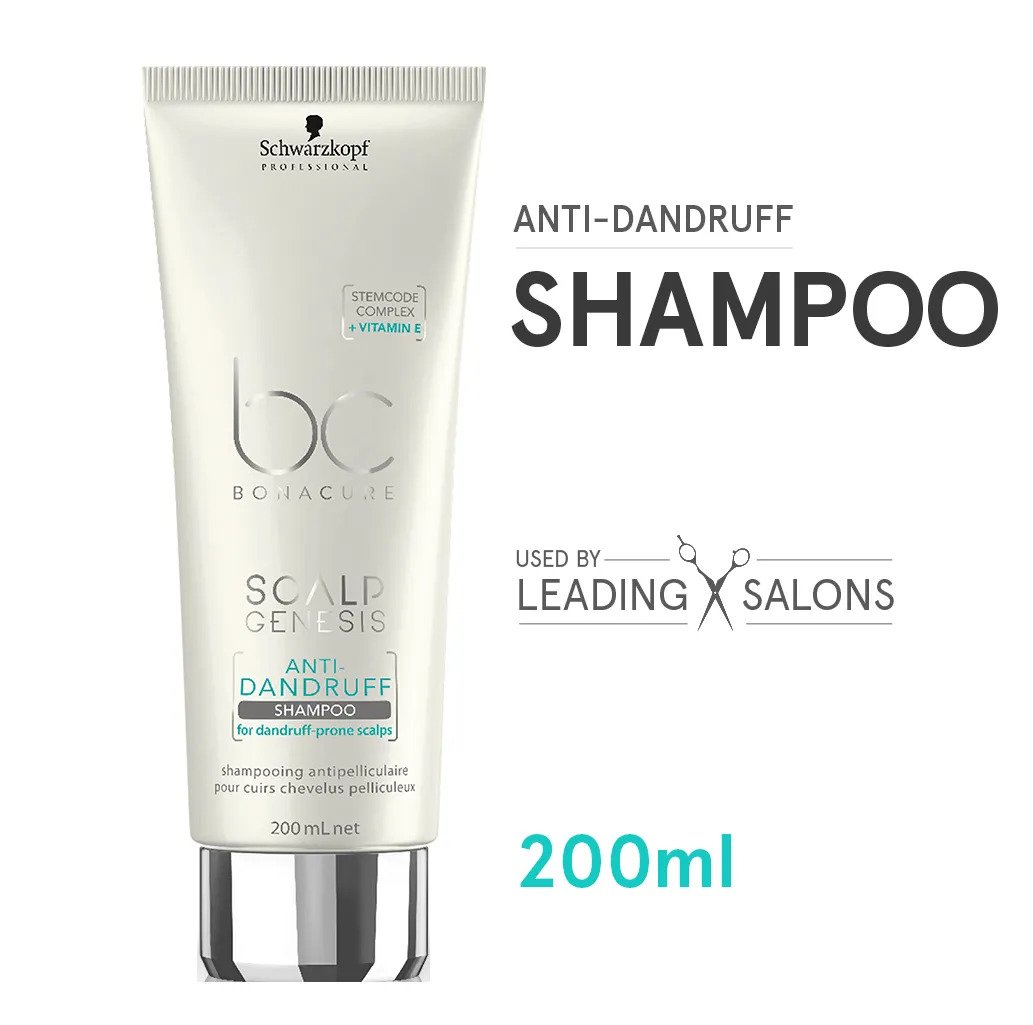 Schwarzkopf
PROFESSIONAL
STEMCODE
COMPLEX
+ VITAMIN E
bc
BONACURE
SCALP
GENESIS
ANTI-
DANDRUFF
SHAMPOO
for dandruff-prone scalps
shampooing antipelliculaire
pour cuirs chevelus pelliculeux
200 mL net
ANTI-DANDRUFF
SHAMPOO
USED BY
LEADING SALONS
200ml